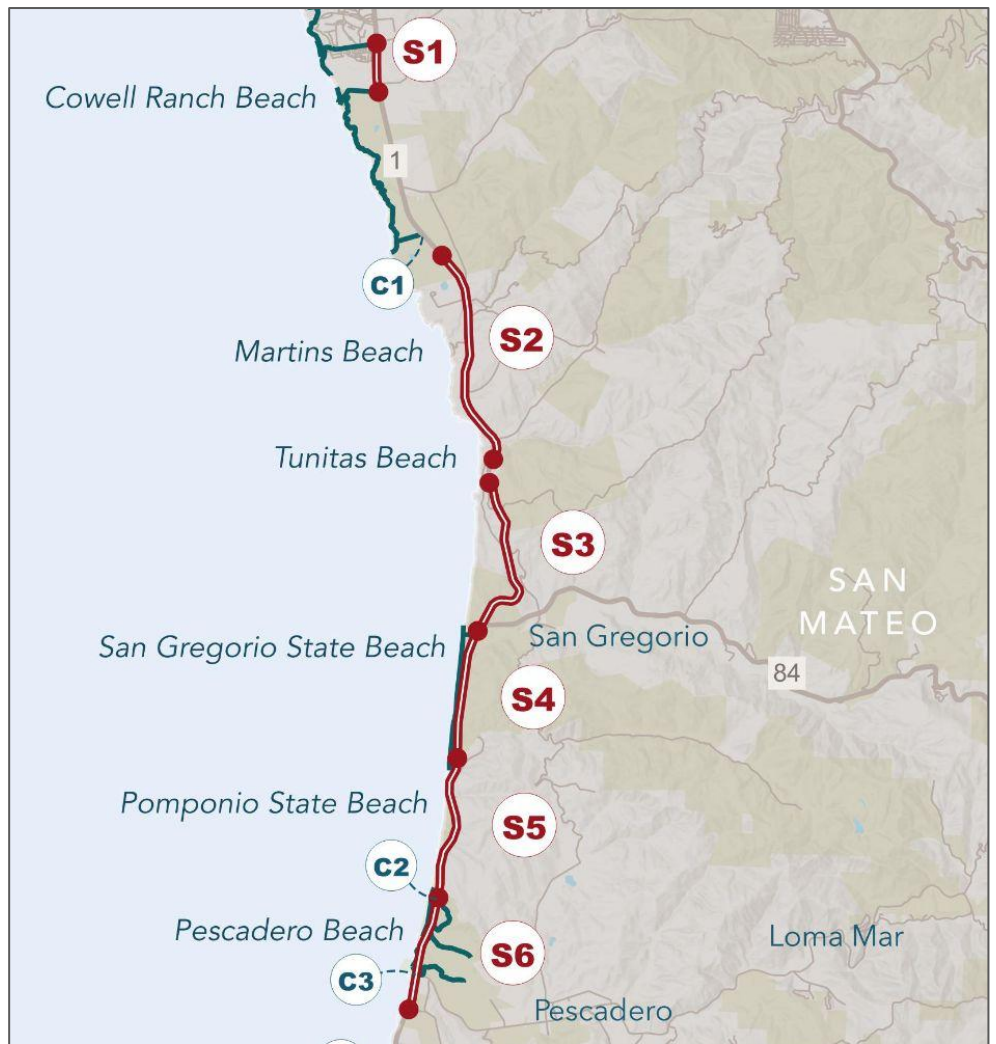 S1
Cowell Ranch Beach
1
C1
S2
Martins Beach
Tunitas Beach
S3
SAN
MATEO
San Gregorio State Beach
San Gregorio
84
S4
Pomponio State Beach
S5
C2
Pescadero Beach
S6
Loma Mar
C3
Pescadero